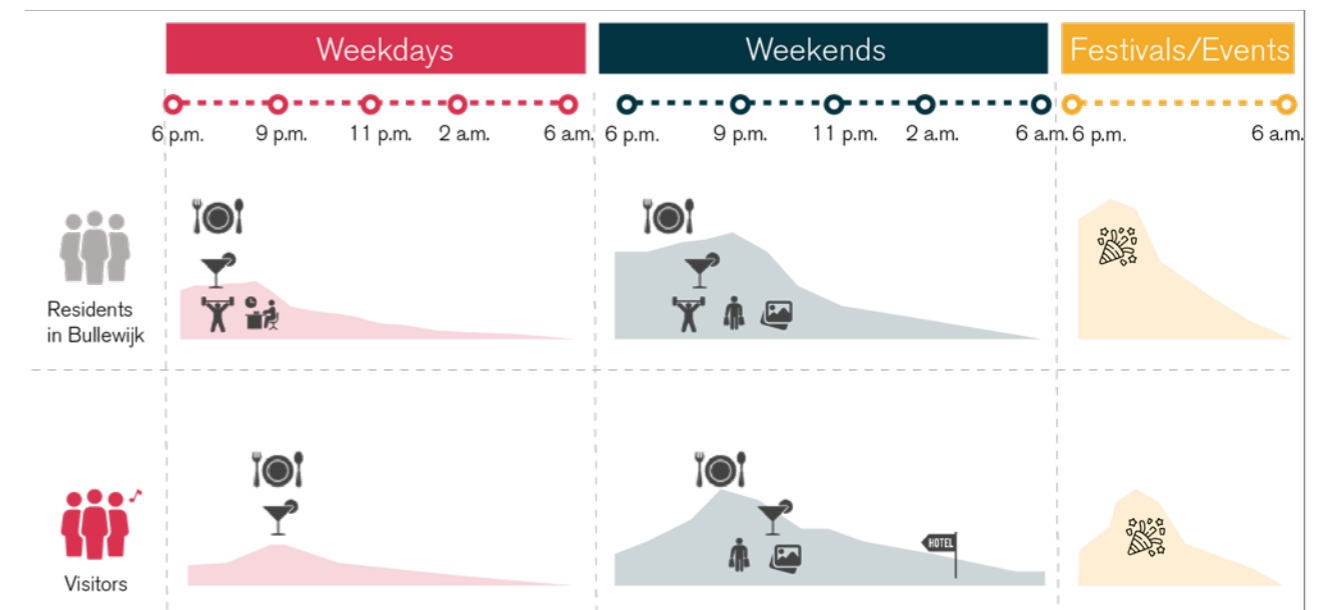 Weekdays
Weekends
Festivals/Events
6 p.m. 9 p.m. 11 p.m. 2 a.m. 6 a.m. 6 p.m. 9 p.m. 11 p.m. 2 a.m. 6 a.m. 6 p.m. 6 a.m.
Residents
in Bullewijk
HOTEL
Visitors